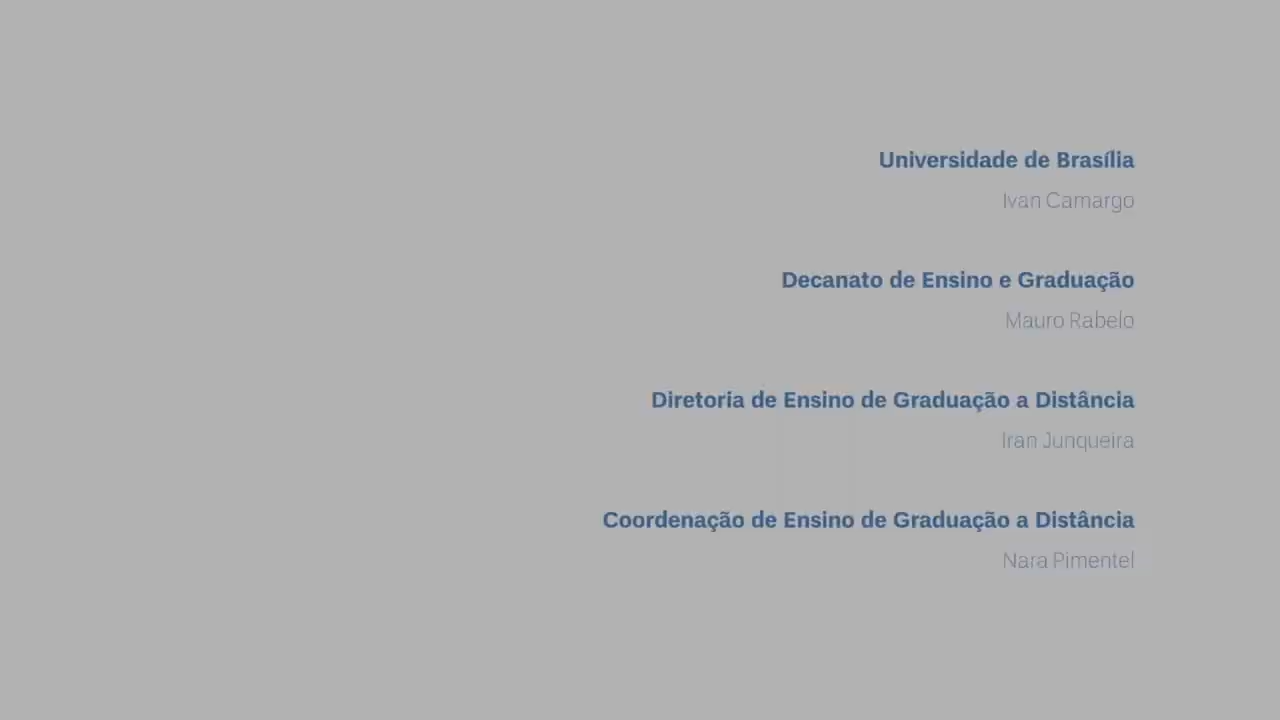 Universidade de Brasília
Ivan Camargo
Decanato de Ensino e Graduação
Mauro Rabelo
Diretoria de Ensino de Graduação a Distância
Iran Junqueira
Coordenação de Ensino de Graduação a Distância
Nara Pimentel